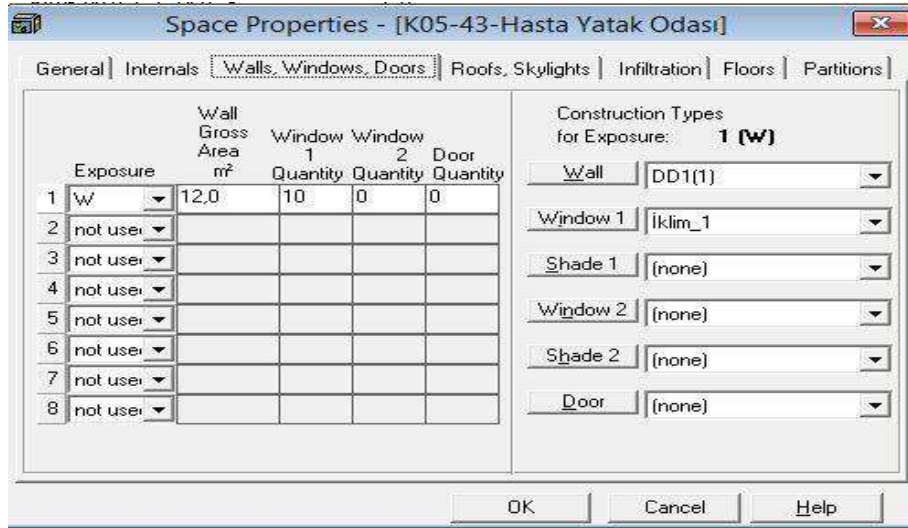 Space Properties - [K05-43-Hasta Yatak Odası]
General Internals Walls, Windows, Doors Roofs, Skylights Infiltration Floors Partitions
Exposure
Wall Gross Area m²
Window 1 Quantity
Window 2 Quantity
Door Quantity
1 W 12,0 10 0 0
2 not use
3 not use
4 not use
5 not use
6 not use
7 not use
8 not use
Construction Types
for Exposure: 1 (W)
Wall DD1(1)
Window 1 İklim_1
Shade 1 (none)
Window 2 (none)
Shade 2 (none)
Door (none)
OK Cancel Help